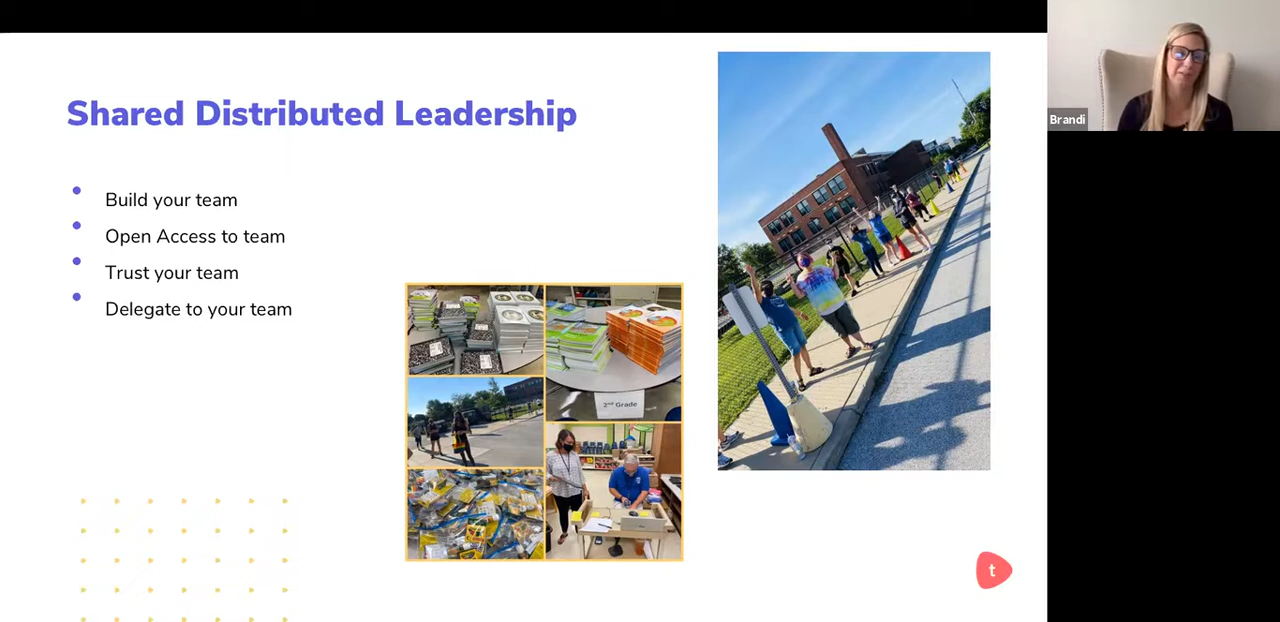 Shared Distributed Leadership
Build your team
Open Access to team
Trust your team
Delegate to your team
2nd Grade
t
Brandi